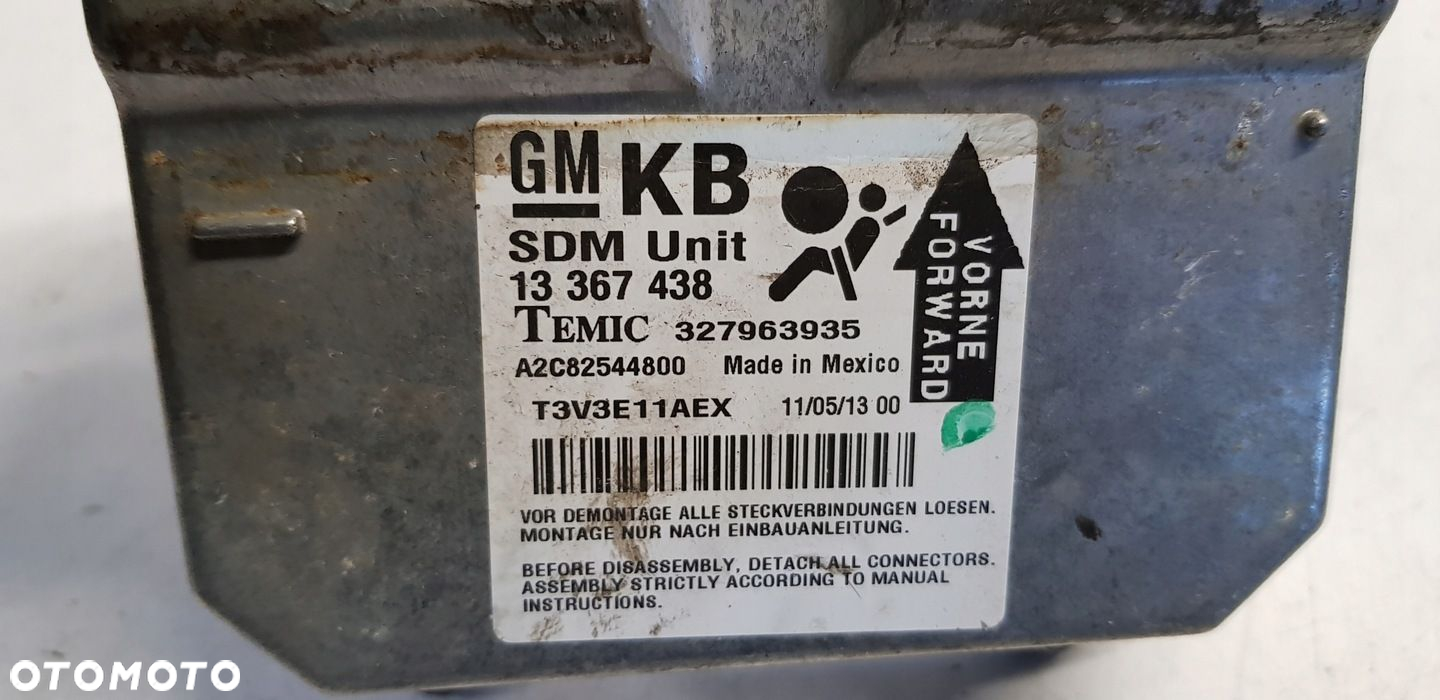 GM KB
SDM Unit
13 367 438
TEMIC 327963935
A2C82544800 Made in Mexico
T3V3E11AEX 11/05/13 00
VORNE
FORWARD
VOR DEMONTAGE ALLE STECKVERBINDUNGEN LOESEN.
MONTAGE NUR NACH EINBAUANLEITUNG.
BEFORE DISASSEMBLY, DETACH ALL CONNECTORS.
ASSEMBLY STRICTLY ACCORDING TO MANUAL
INSTRUCTIONS.
OTOMOTO